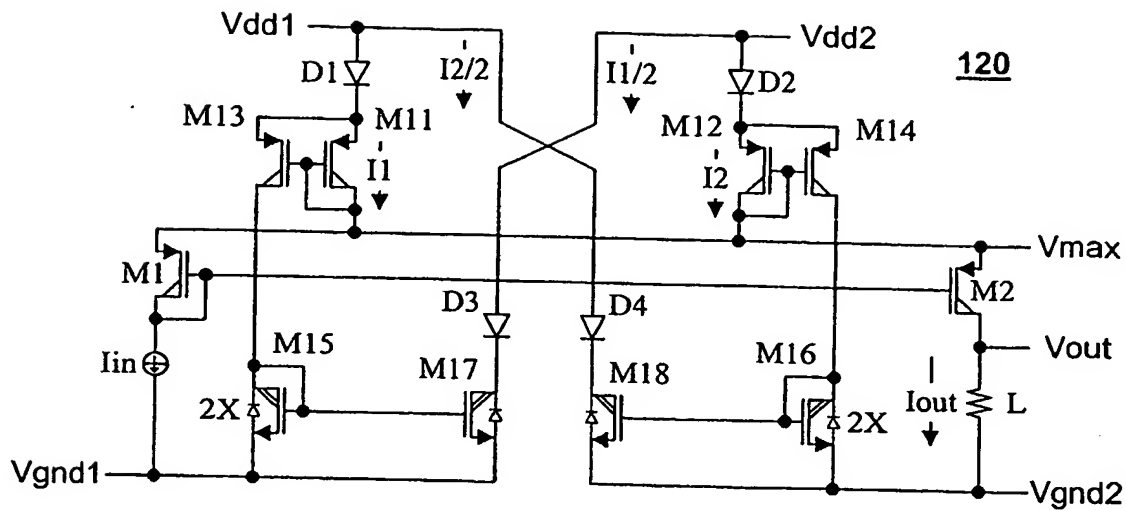 Vdd1
Vdd2
120
I2/2
I1/2
D1
D2
M13
M11
M12
M14
I1
I2
Vmax
M1
M2
D3
D4
Vout
M15
M16
Iin
M17
M18
Iout
L
2X
2X
Vgnd1
Vgnd2